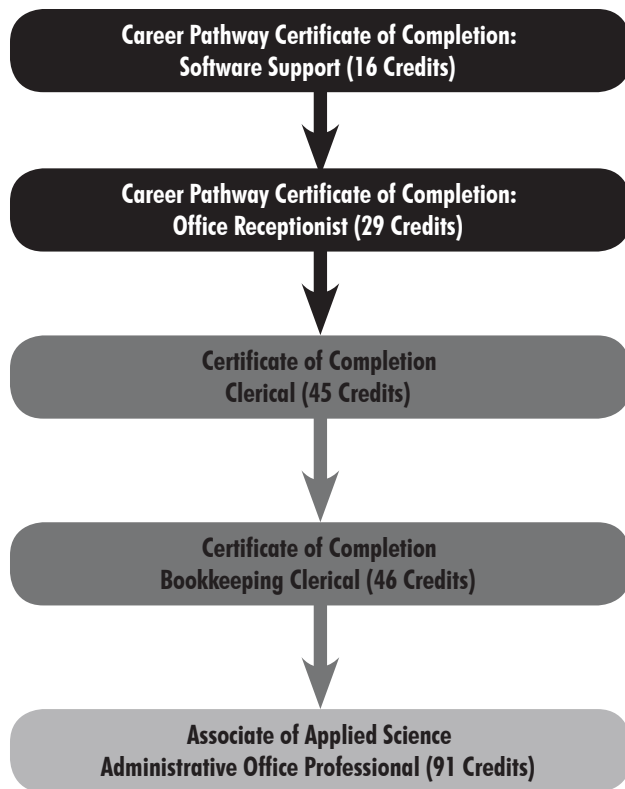 Career Pathway Certificate of Completion:
Software Support (16 Credits)
Career Pathway Certificate of Completion:
Office Receptionist (29 Credits)
Certificate of Completion
Clerical (45 Credits)
Certificate of Completion
Bookkeeping Clerical (46 Credits)
Associate of Applied Science
Administrative Office Professional (91 Credits)